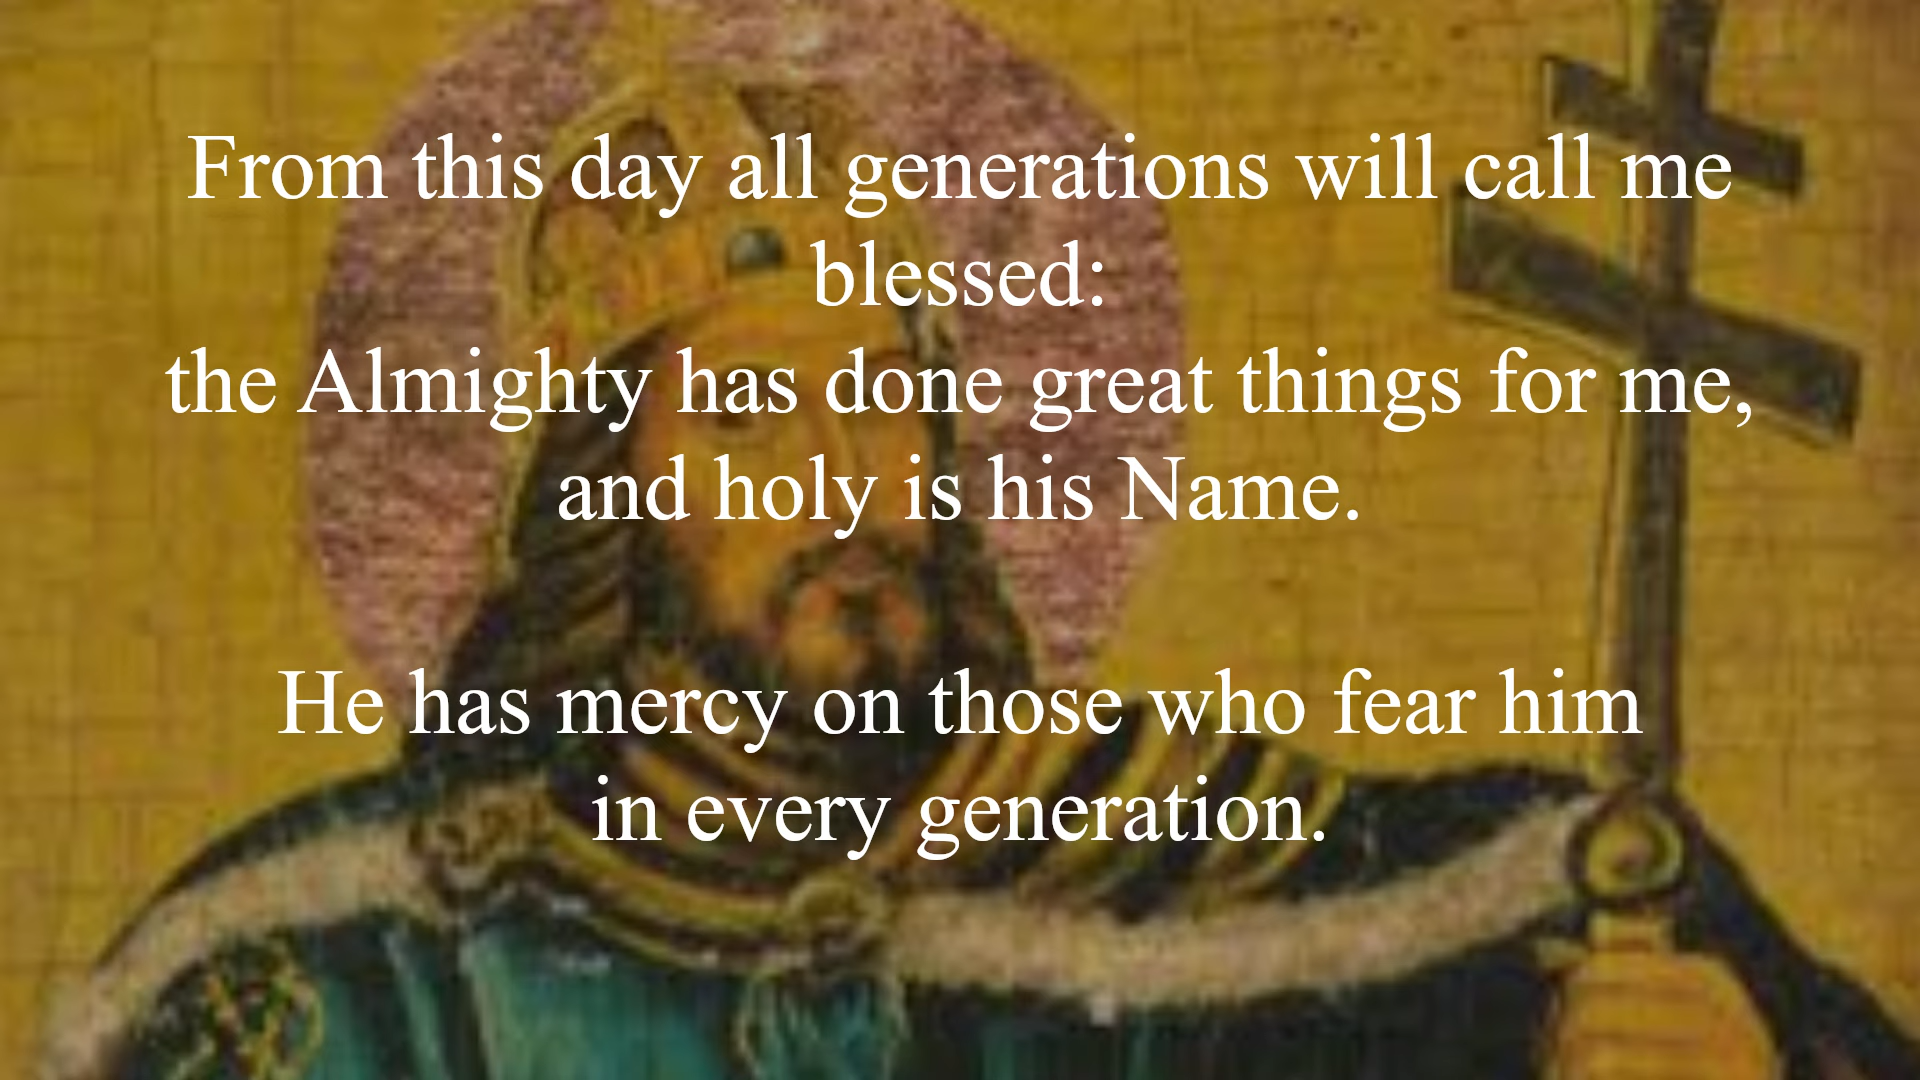 From this day all generations will call me
blessed:
the Almighty has done great things for me,
and holy is his Name.
He has mercy on those who fear him
in every generation.